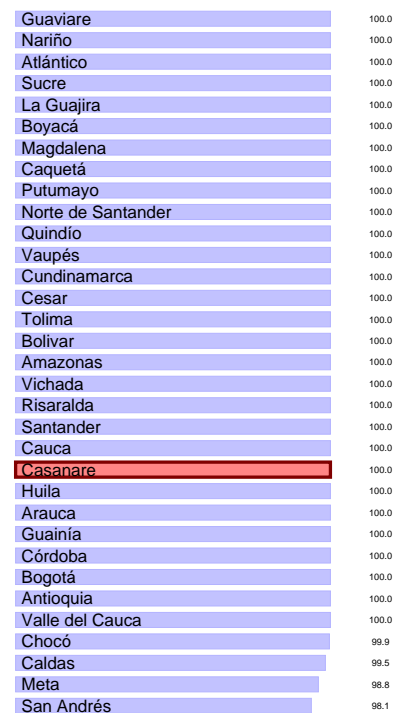 Guaviare 100.0
Nariño 100.0
Atlántico 100.0
Sucre 100.0
La Guajira 100.0
Boyacá 100.0
Magdalena 100.0
Caquetá 100.0
Putumayo 100.0
Norte de Santander 100.0
Quindío 100.0
Vaupés 100.0
Cundinamarca 100.0
Cesar 100.0
Tolima 100.0
Bolivar 100.0
Amazonas 100.0
Vichada 100.0
Risaralda 100.0
Santander 100.0
Cauca 100.0
Casanare 100.0
Huila 100.0
Arauca 100.0
Guainía 100.0
Córdoba 100.0
Bogotá 100.0
Antioquia 100.0
Valle del Cauca 100.0
Chocó 99.9
Caldas 99.5
Meta 98.8
San Andrés 98.1